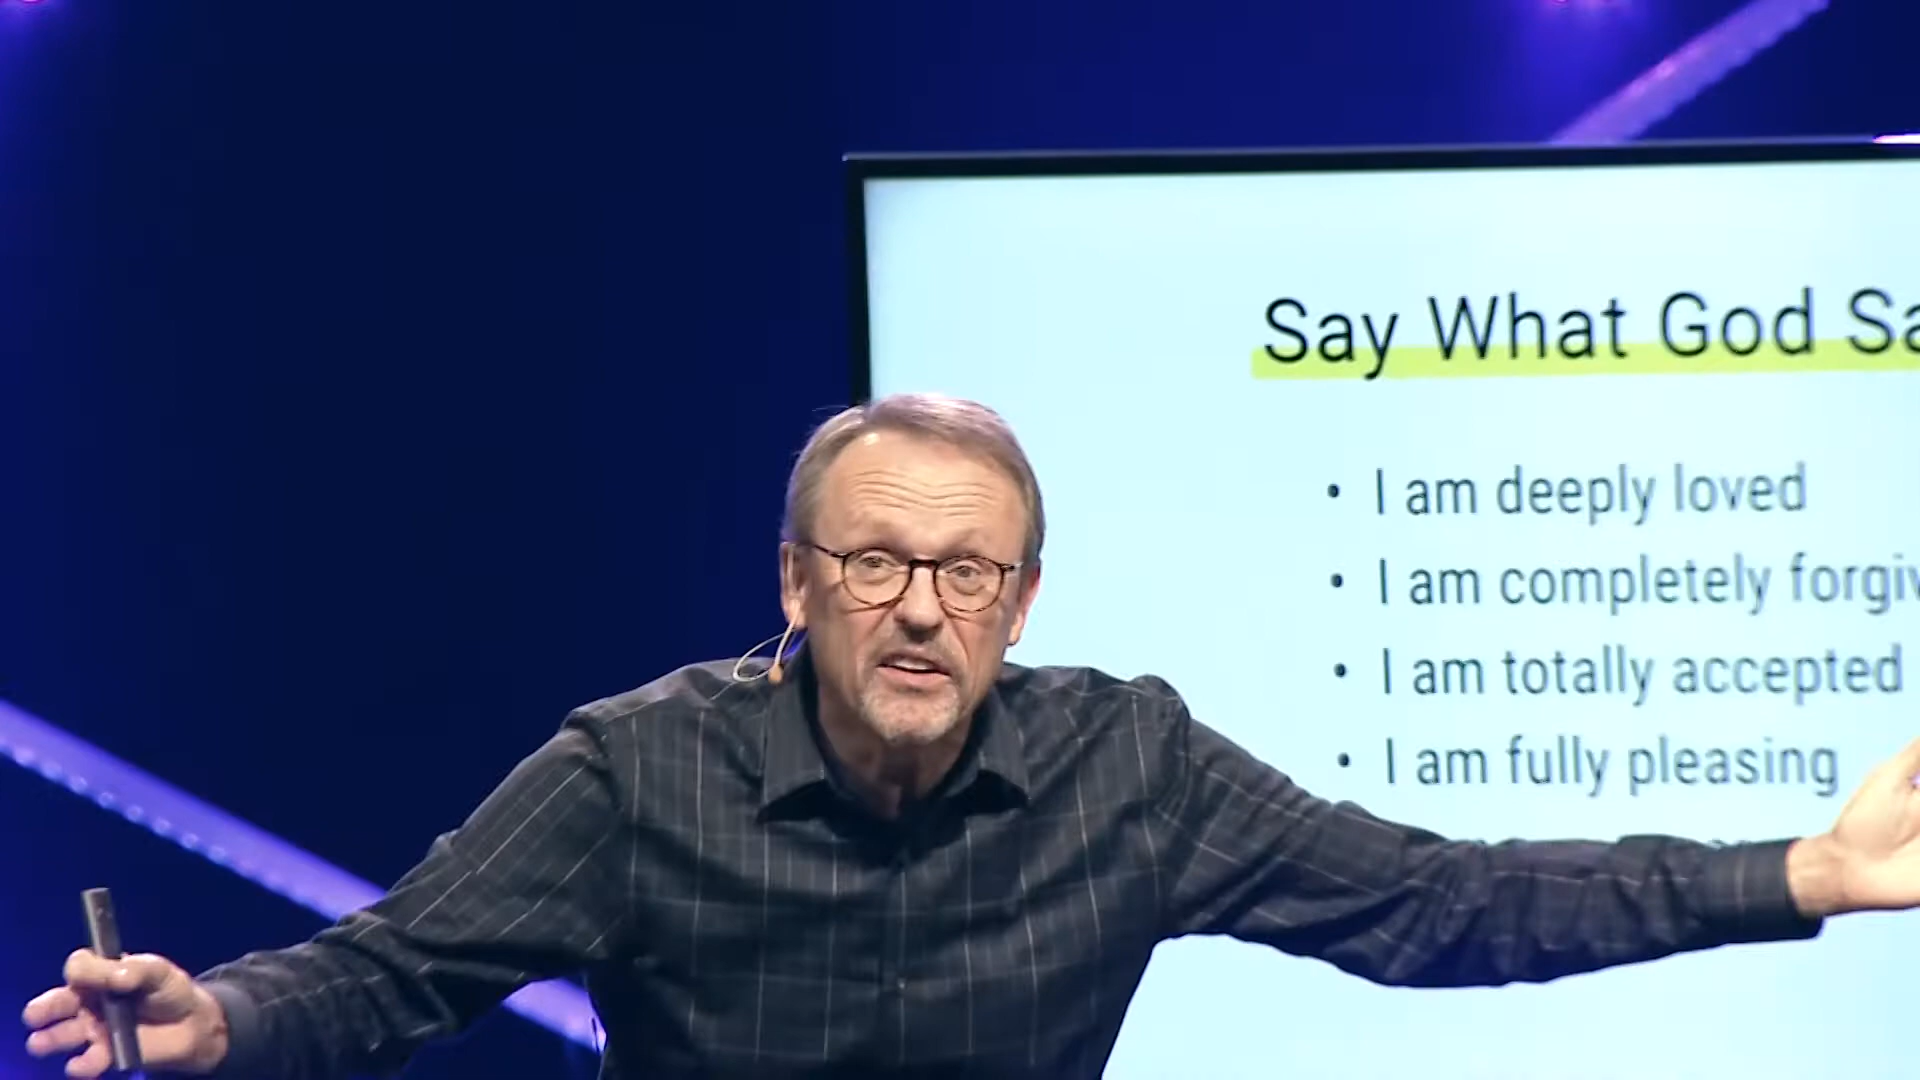 Say What God Sa
• I am deeply loved
• I am completely forgiv
• I am totally accepted
• I am fully pleasing